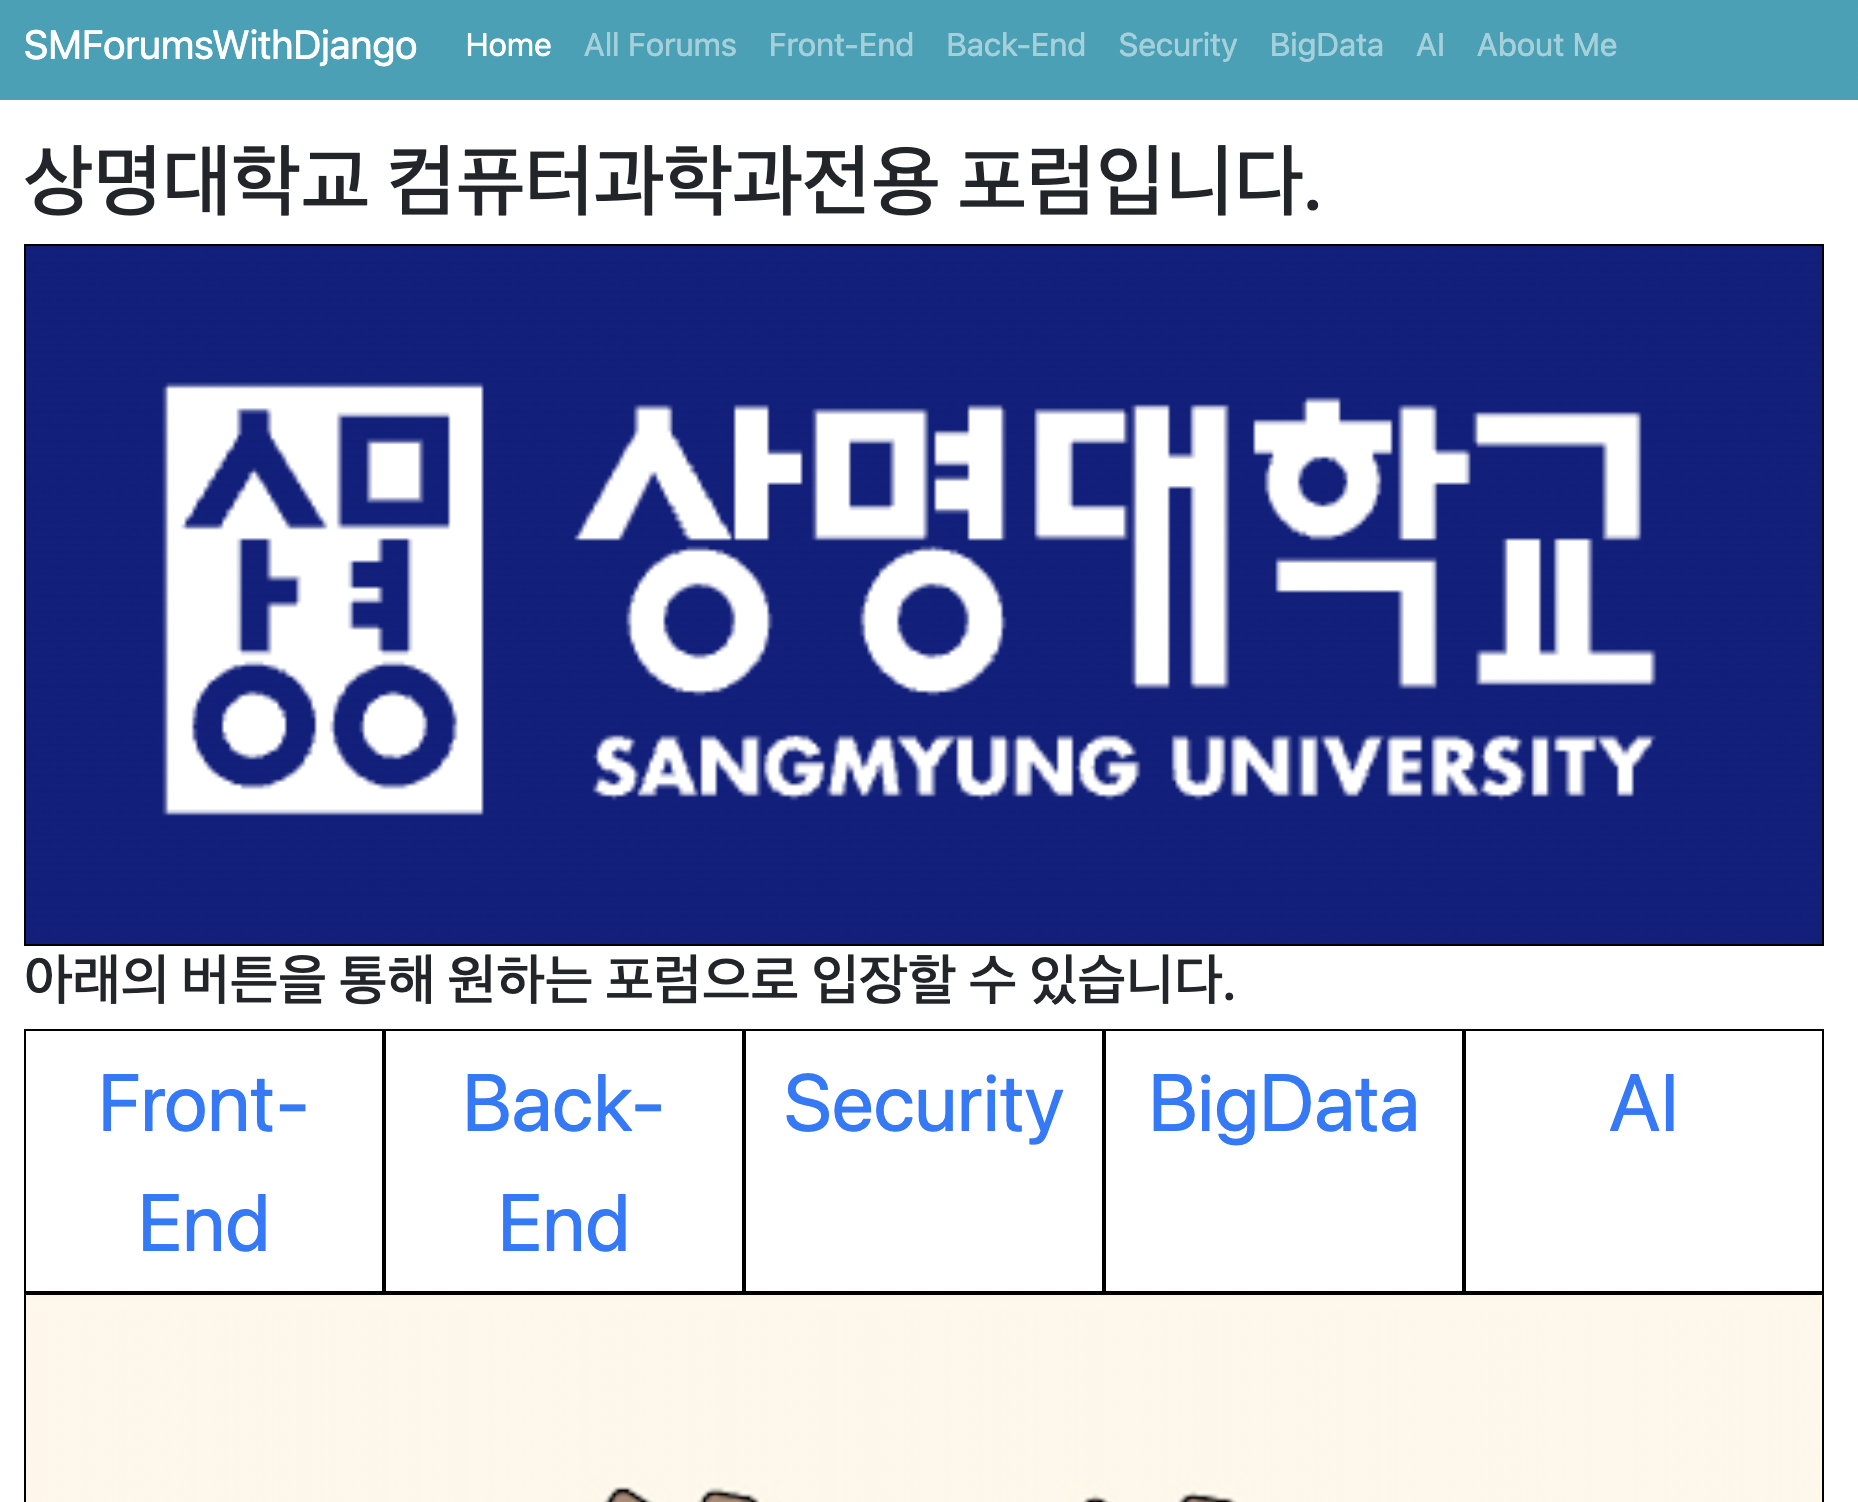 SMForumsWithDjango Home All Forums Front-End Back-End Security BigData AI About Me
상명대학교 컴퓨터과학과전용 포럼입니다.
상명 상명대학교
SANGMYUNG UNIVERSITY
아래의 버튼을 통해 원하는 포럼으로 입장할 수 있습니다.
Front-
End
Back-
End
Security
BigData
AI